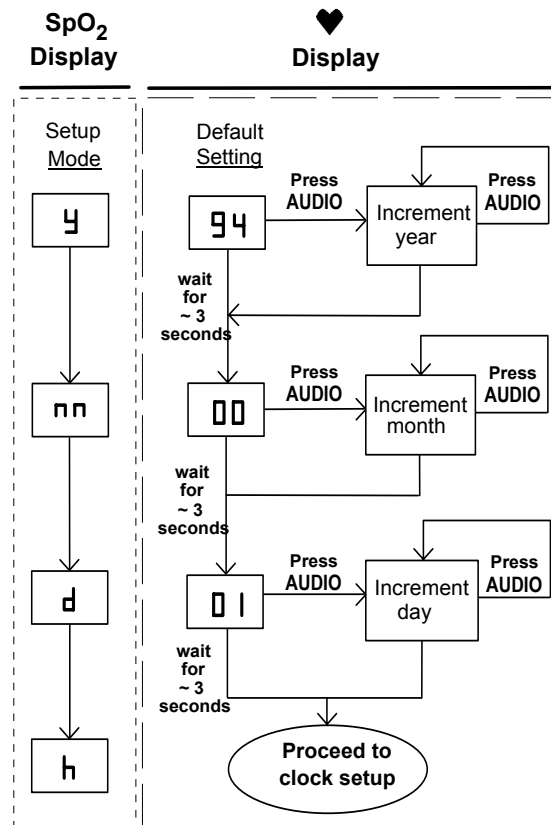 SpO2
Display
♥
Display
Setup
Mode
Default
Setting
y
94
Press
AUDIO
Increment
year
Press
AUDIO
wait
for
~ 3
seconds
nn
00
Press
AUDIO
Increment
month
Press
AUDIO
wait
for
~ 3
seconds
d
01
Press
AUDIO
Increment
day
Press
AUDIO
wait
for
~ 3
seconds
h
Proceed to
clock setup